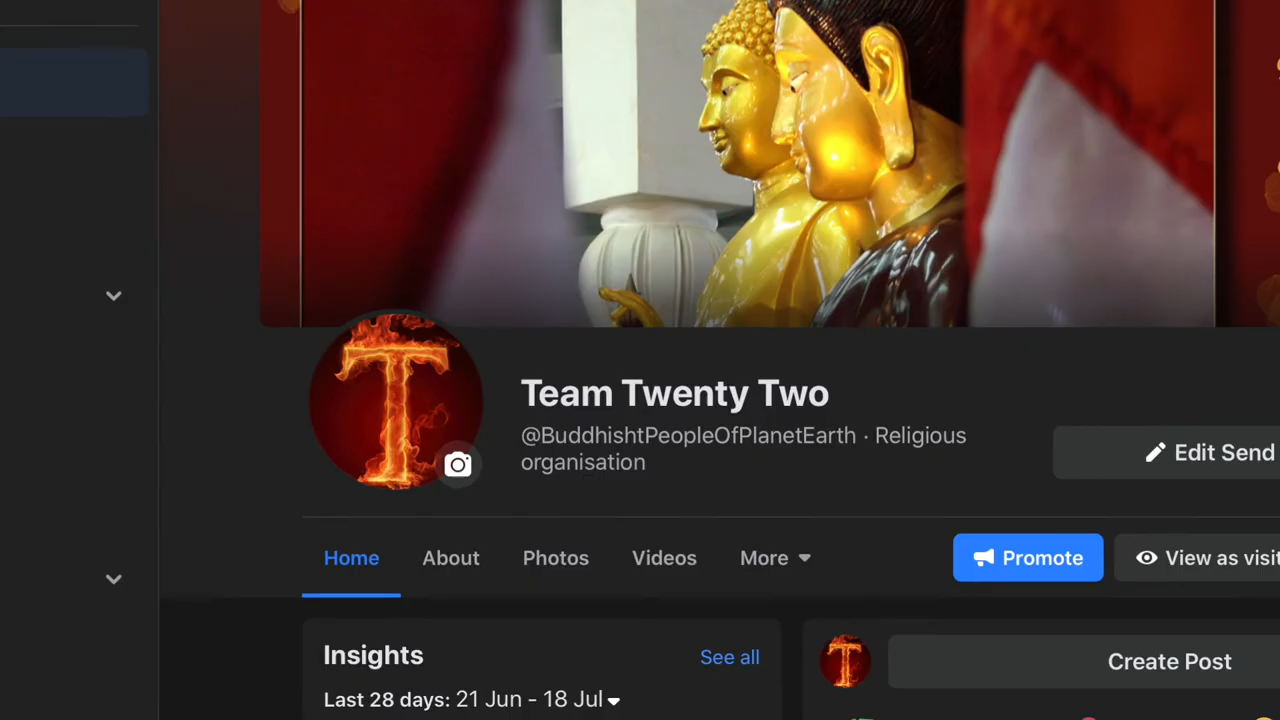 T
Team Twenty Two
@BuddhishtPeopleOfPlanetEarth · Religious
organisation
Edit Send
Home About Photos Videos More
Promote
View as visit
Insights
See all
Last 28 days: 21 Jun - 18 Jul
T
Create Post